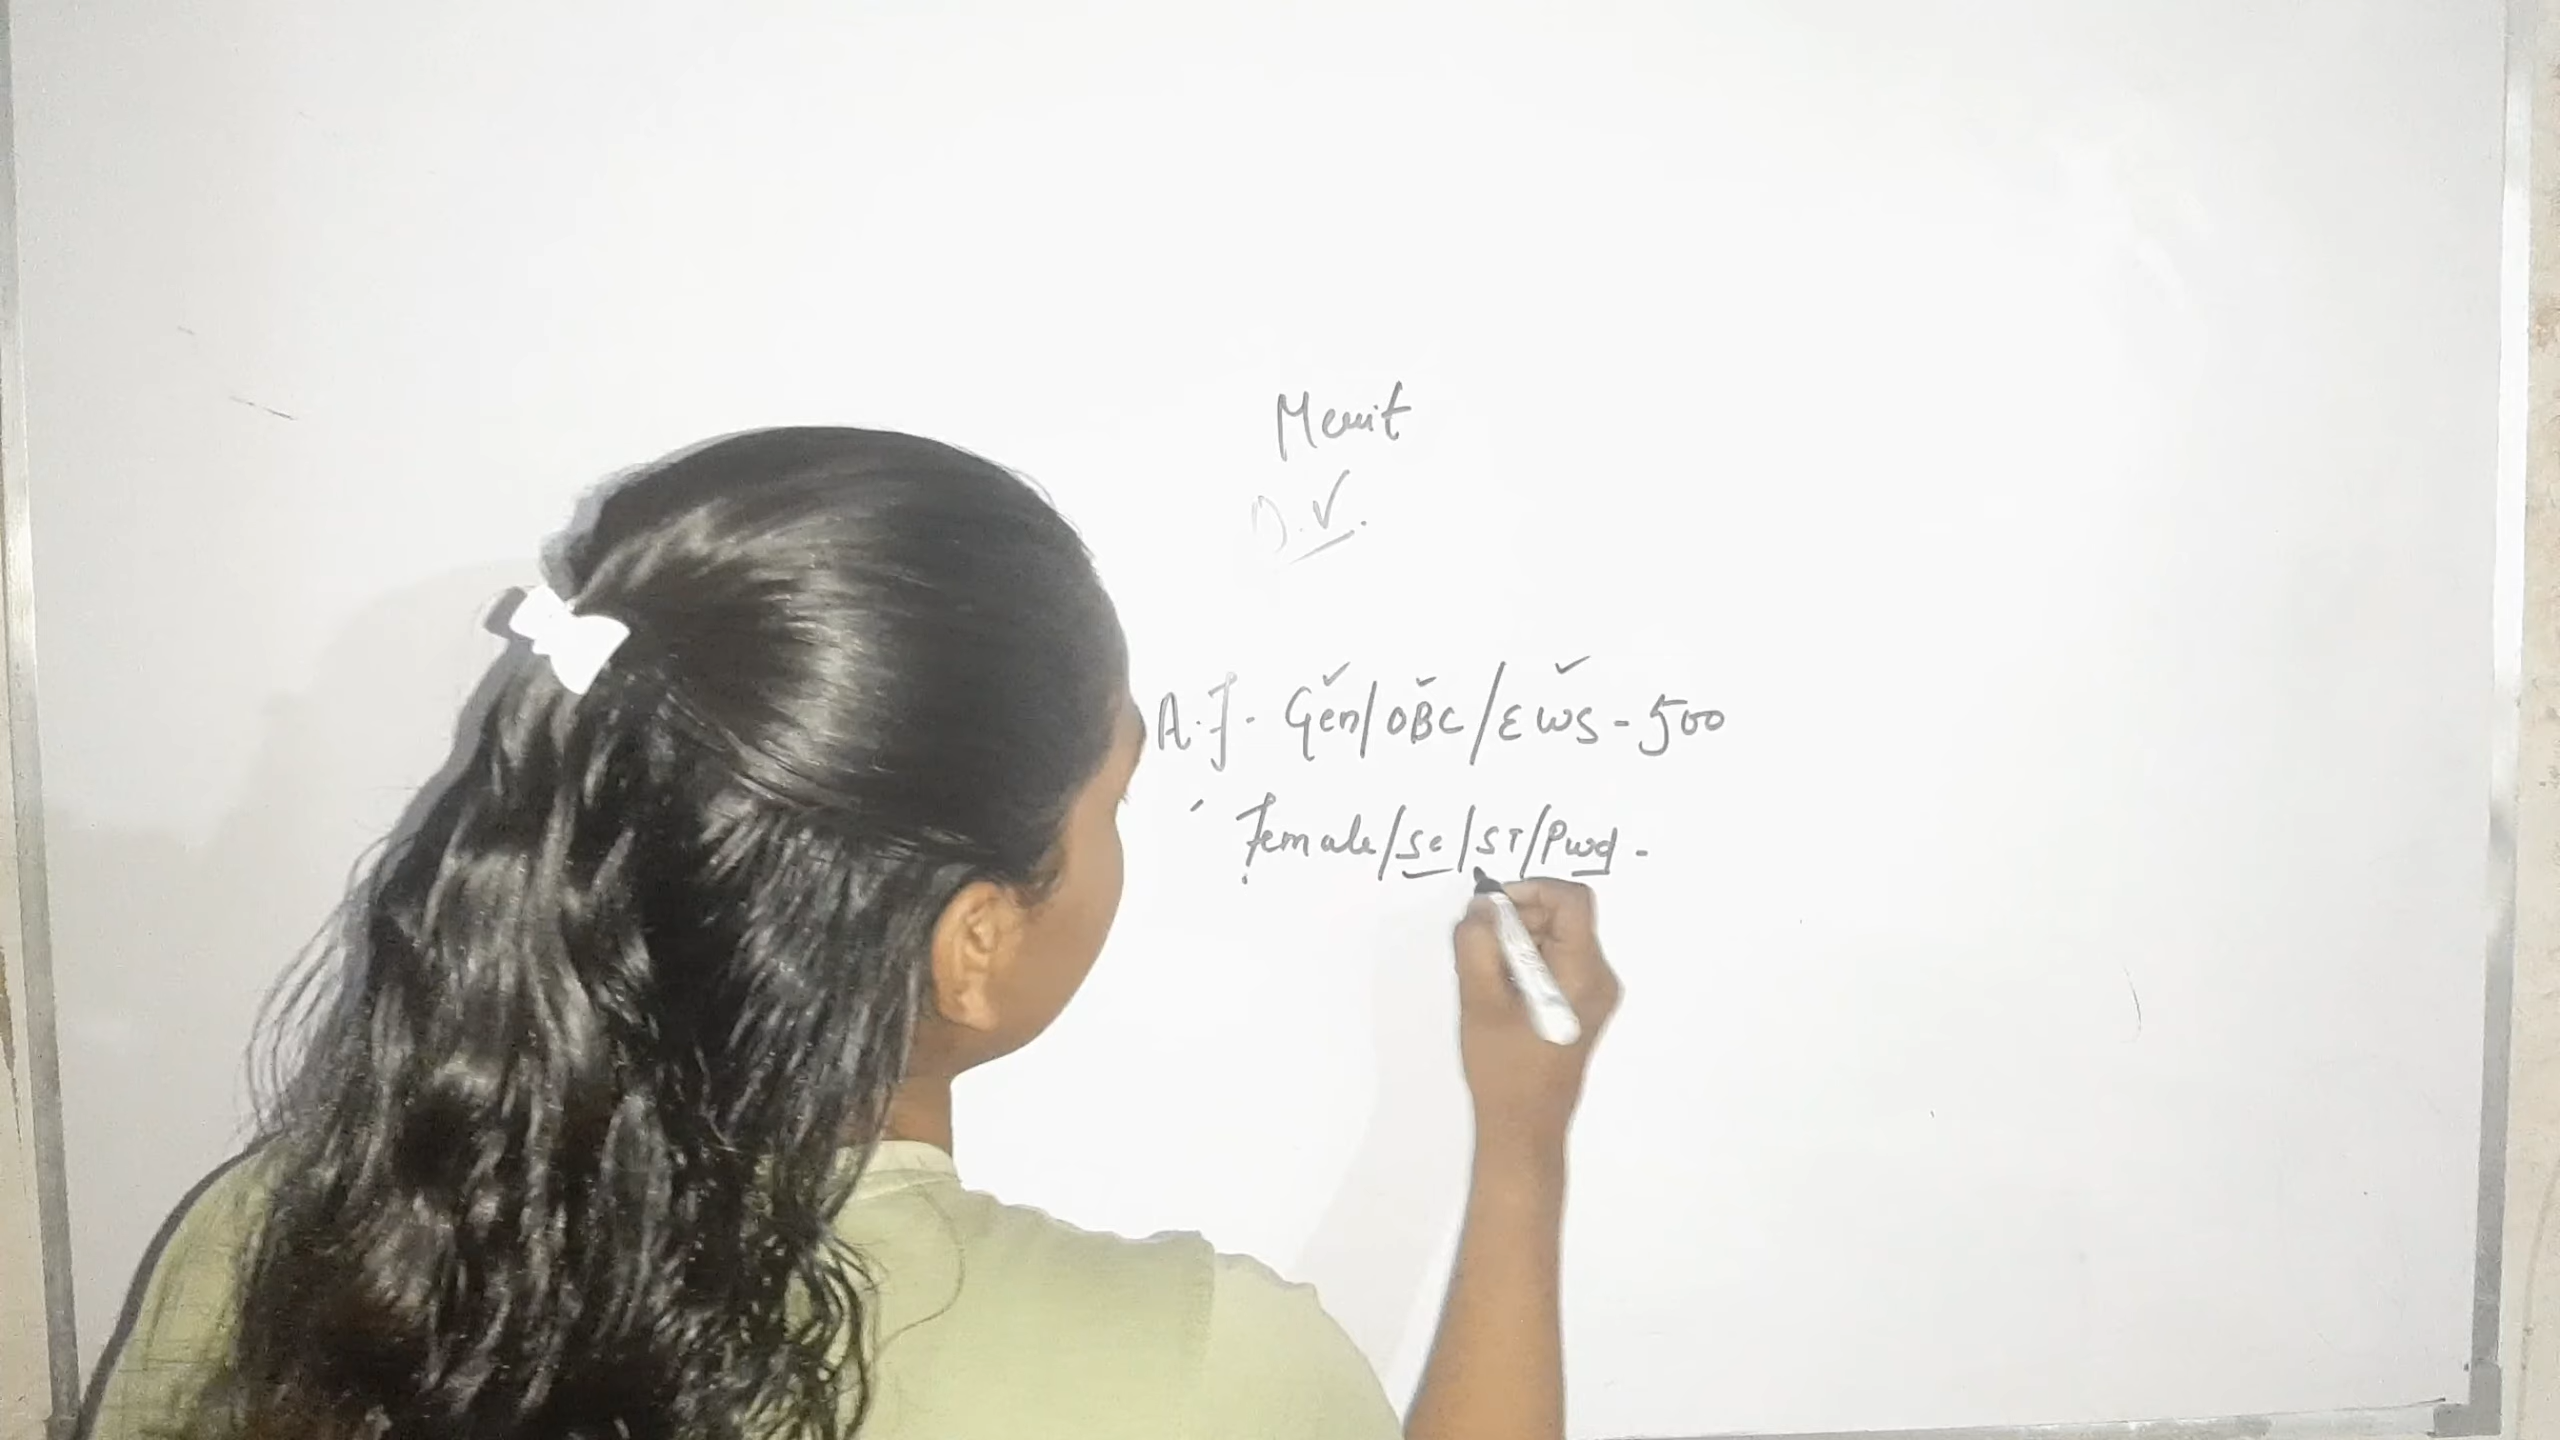 Merit
D.V.
A.F. Gen/OBC/EWS - 500
Female/Sc/ST/Pwd -